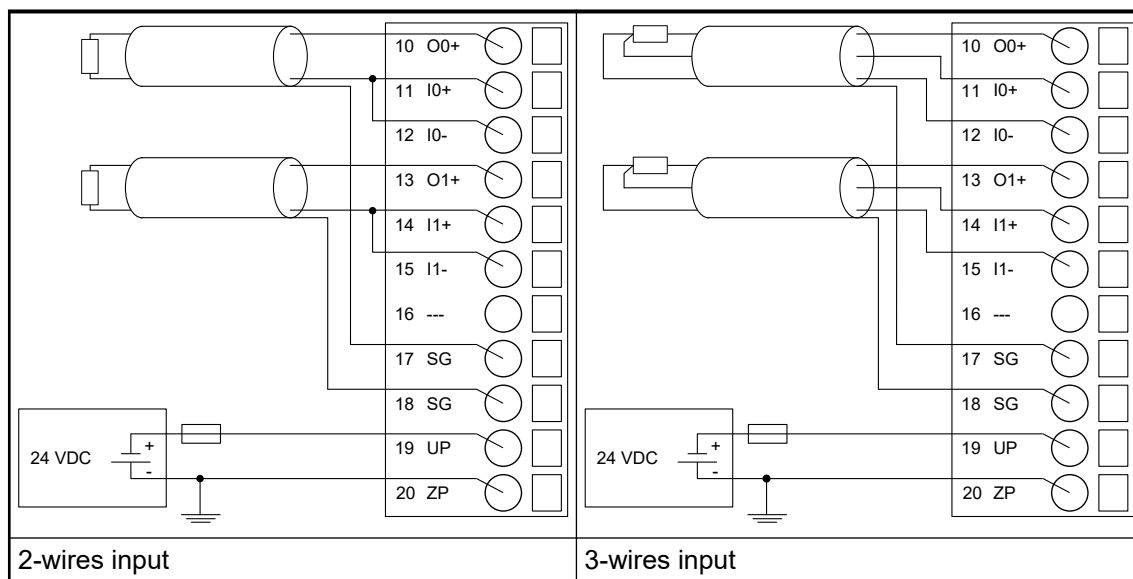 10 O0+
11 I0+
12 I0-
13 O1+
14 I1+
15 I1-
16 ---
17 SG
18 SG
19 UP
20 ZP
24 VDC
+
-
2-wires input
10 O0+
11 I0+
12 I0-
13 O1+
14 I1+
15 I1-
16 ---
17 SG
18 SG
19 UP
20 ZP
24 VDC
+
-
3-wires input